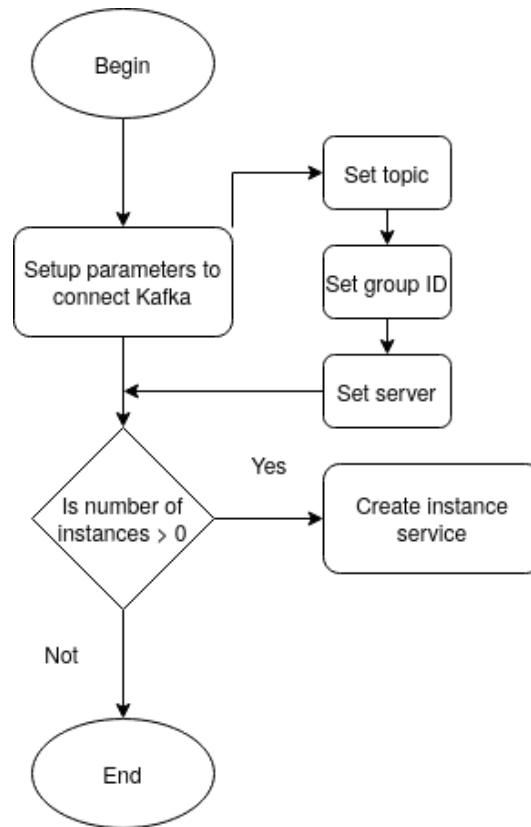 Begin
Set topic
Setup parameters to
connect Kafka
Set group ID
Set server
Yes
Is number of
instances > 0
Create instance
service
Not
End